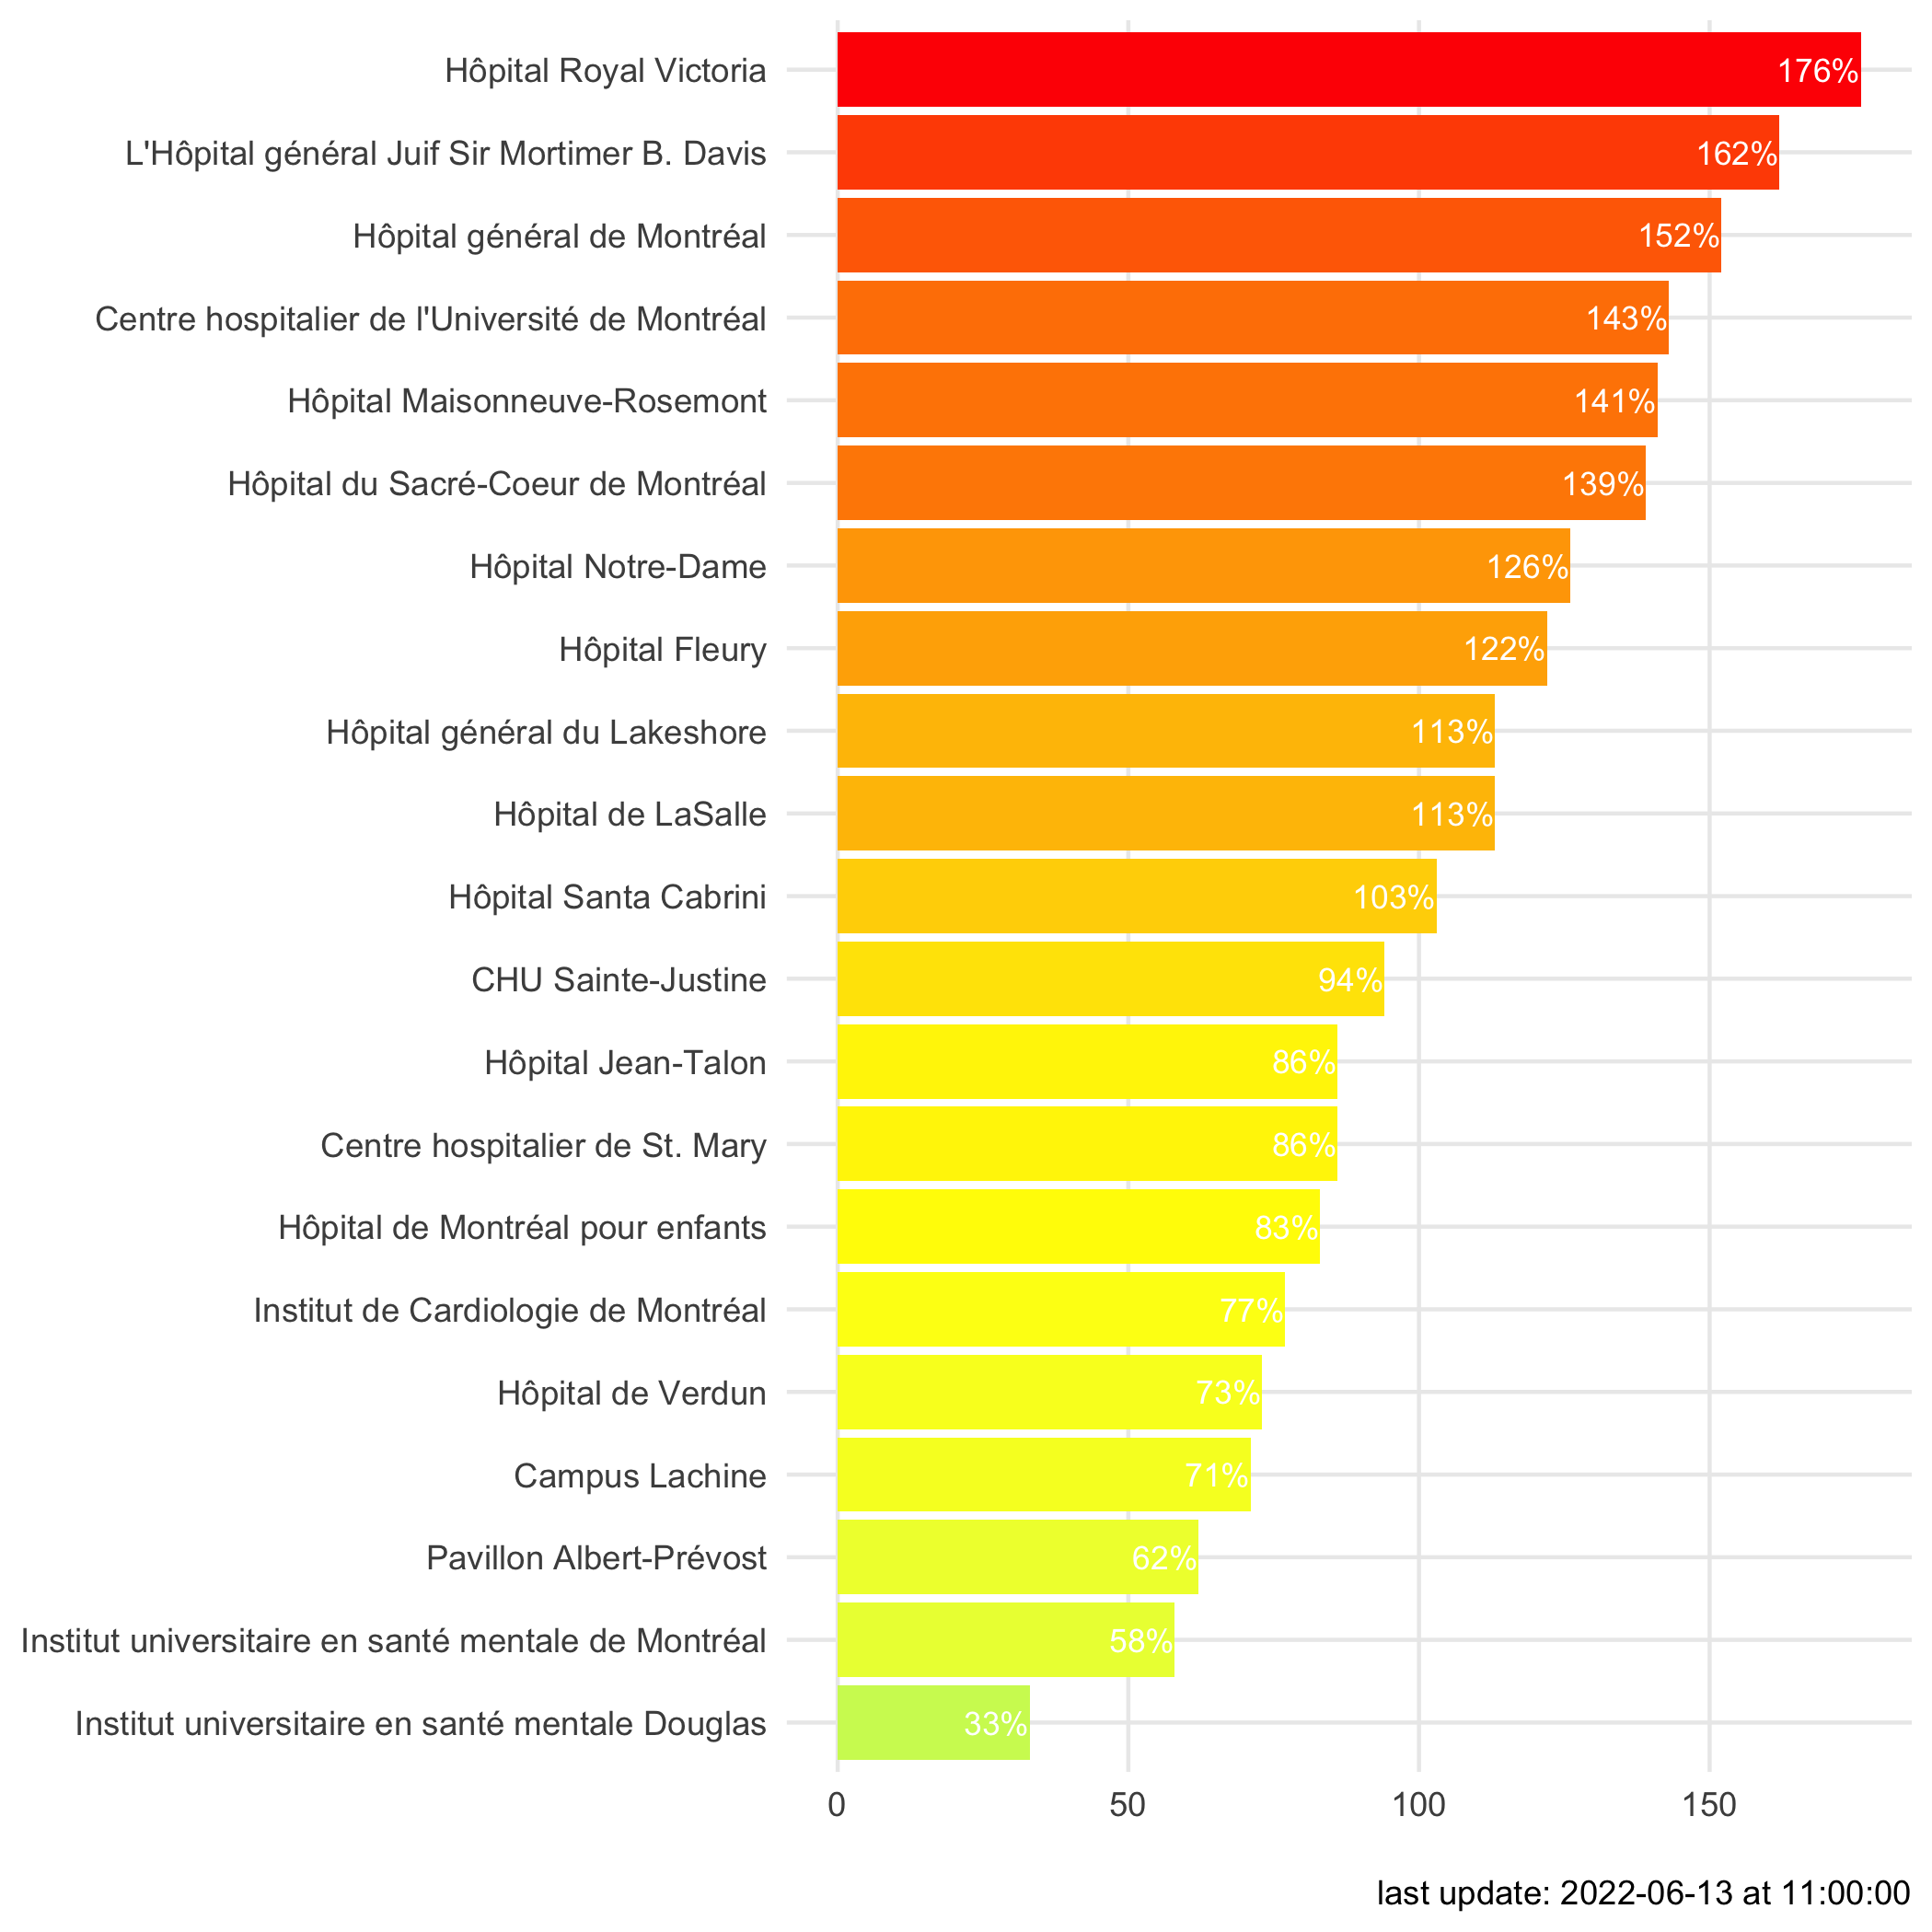 Hôpital Royal Victoria 176%
L'Hôpital général Juif Sir Mortimer B. Davis 162%
Hôpital général de Montréal 152%
Centre hospitalier de l'Université de Montréal 143%
Hôpital Maisonneuve-Rosemont 141%
Hôpital du Sacré-Coeur de Montréal 139%
Hôpital Notre-Dame 126%
Hôpital Fleury 122%
Hôpital général du Lakeshore 113%
Hôpital de LaSalle 113%
Hôpital Santa Cabrini 103%
CHU Sainte-Justine 94%
Hôpital Jean-Talon 86%
Centre hospitalier de St. Mary 86%
Hôpital de Montréal pour enfants 83%
Institut de Cardiologie de Montréal 77%
Hôpital de Verdun 73%
Campus Lachine 71%
Pavillon Albert-Prévost 62%
Institut universitaire en santé mentale de Montréal 58%
Institut universitaire en santé mentale Douglas 33%
0 50 100 150
last update: 2022-06-13 at 11:00:00